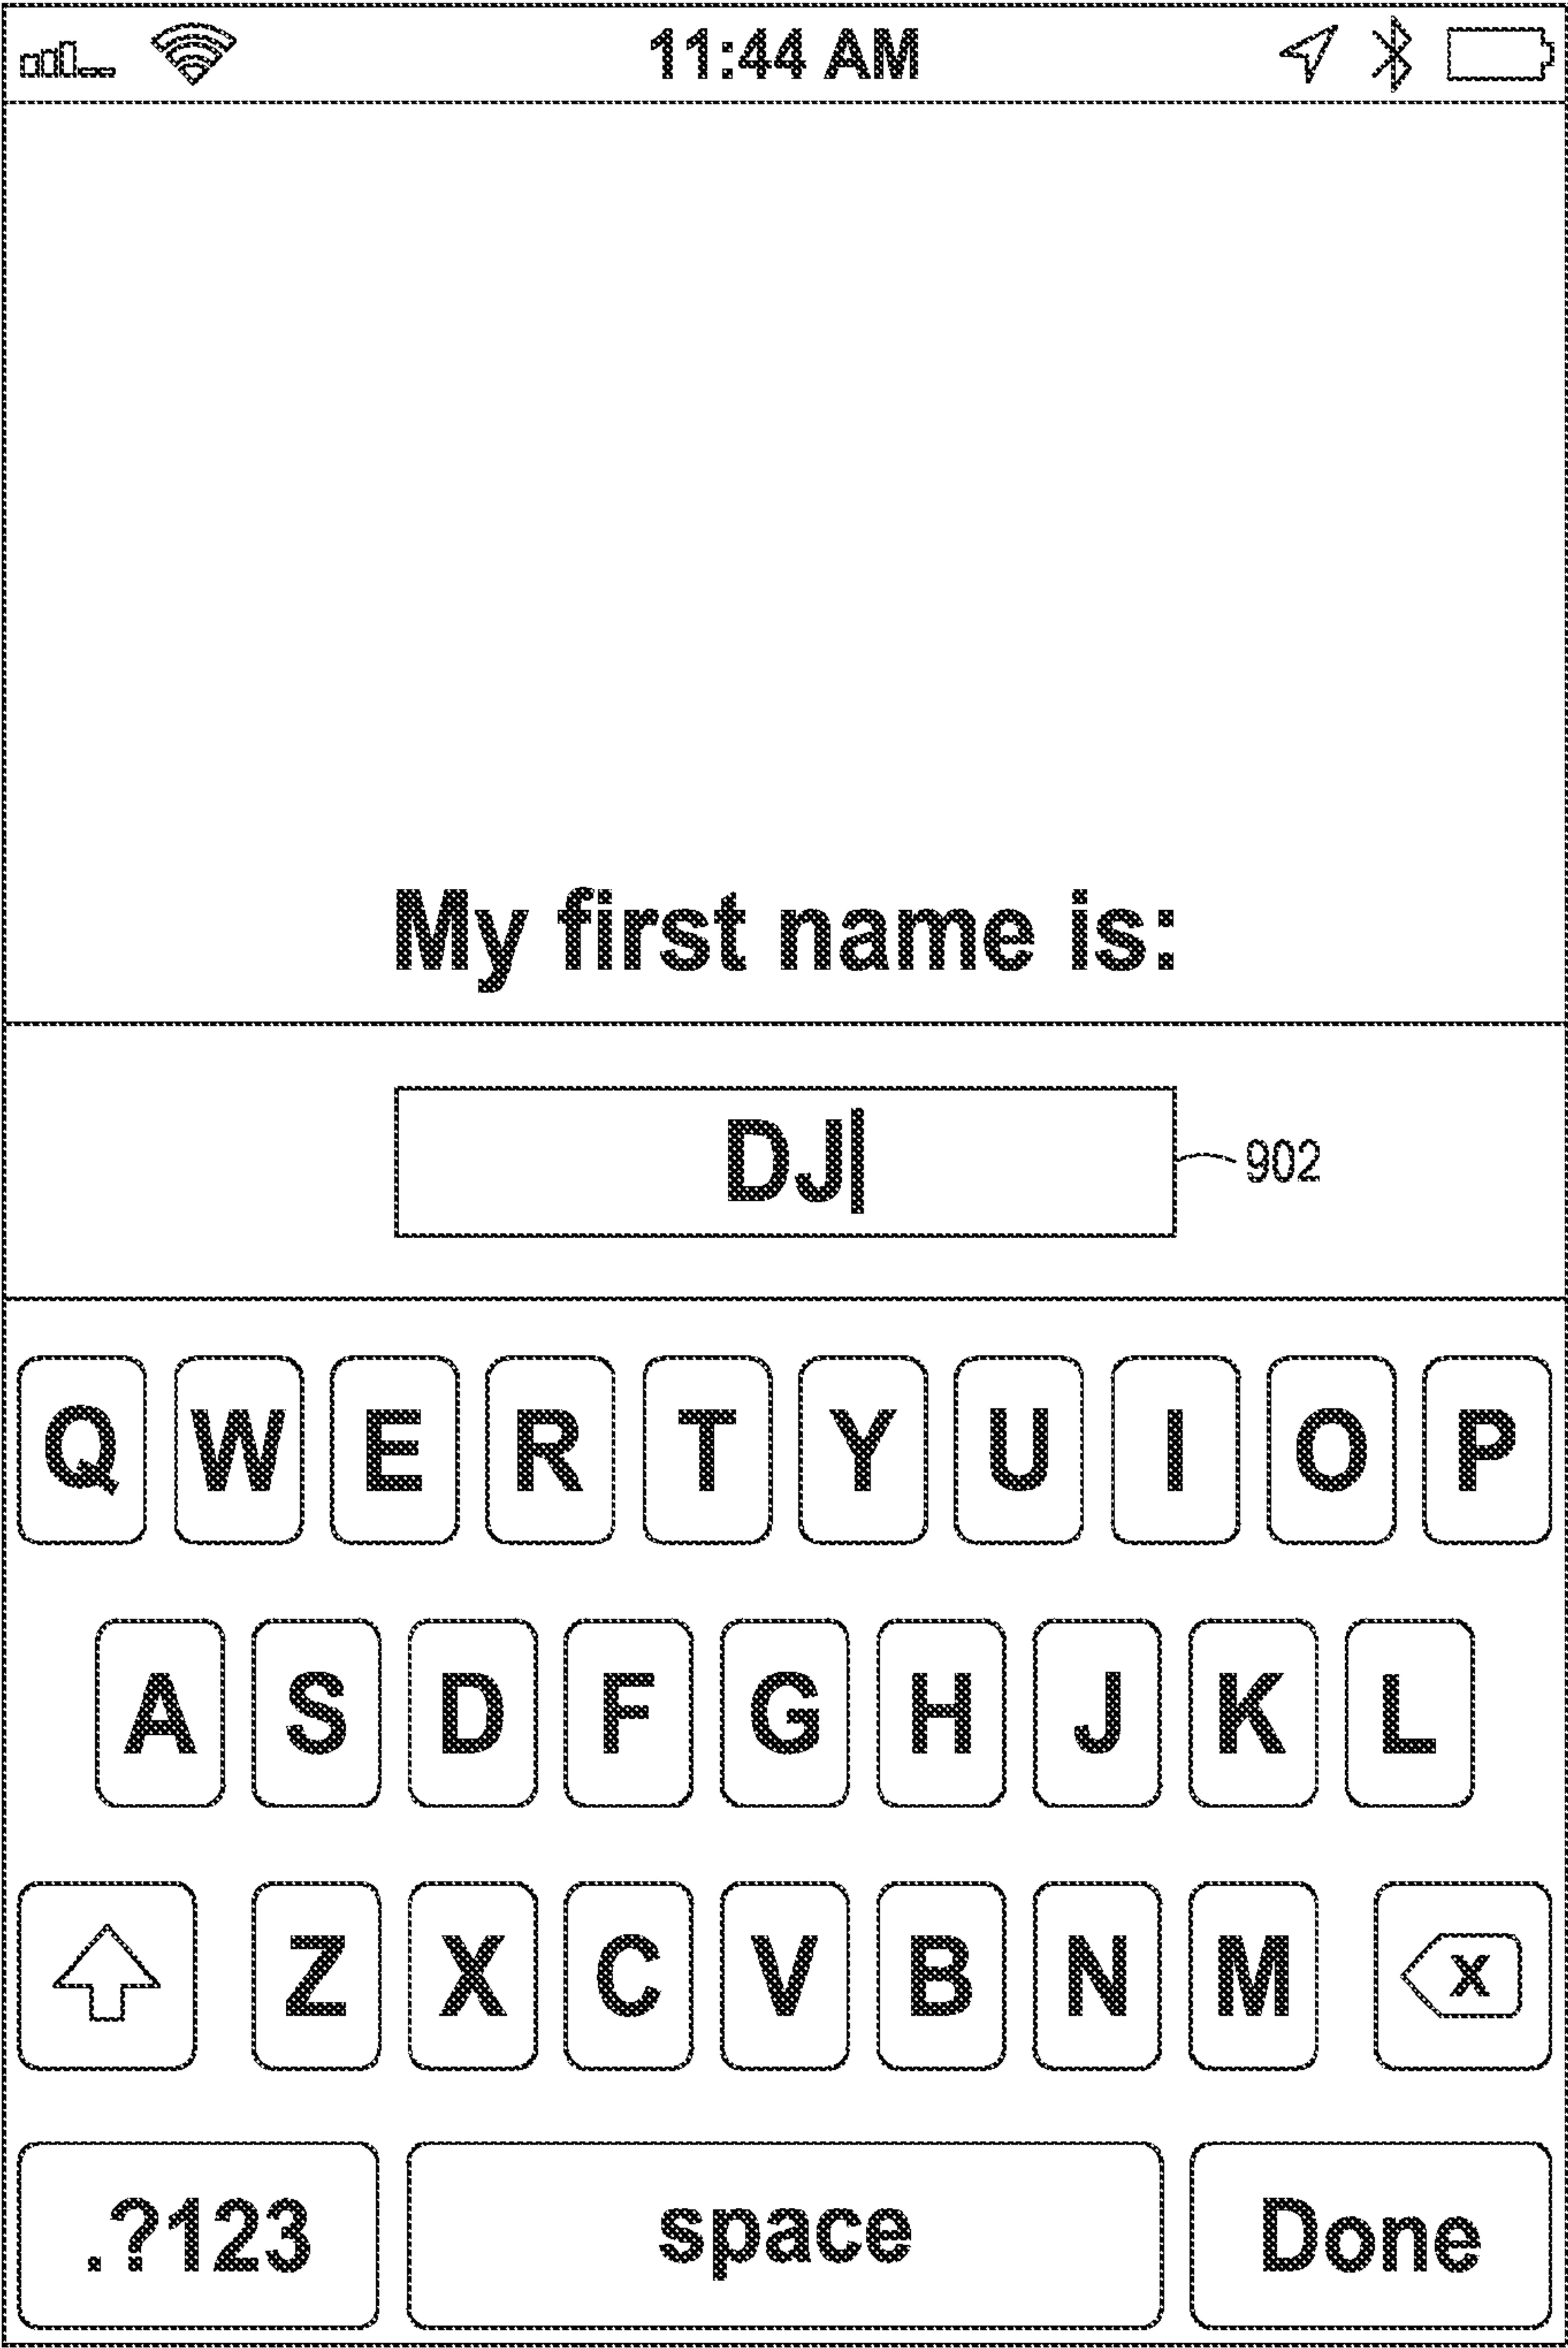 11:44 AM
My first name is:
DJ
902
Q W E R T Y U I O P
A S D F G H J K L
Z X C V B N M X
.?123 space Done